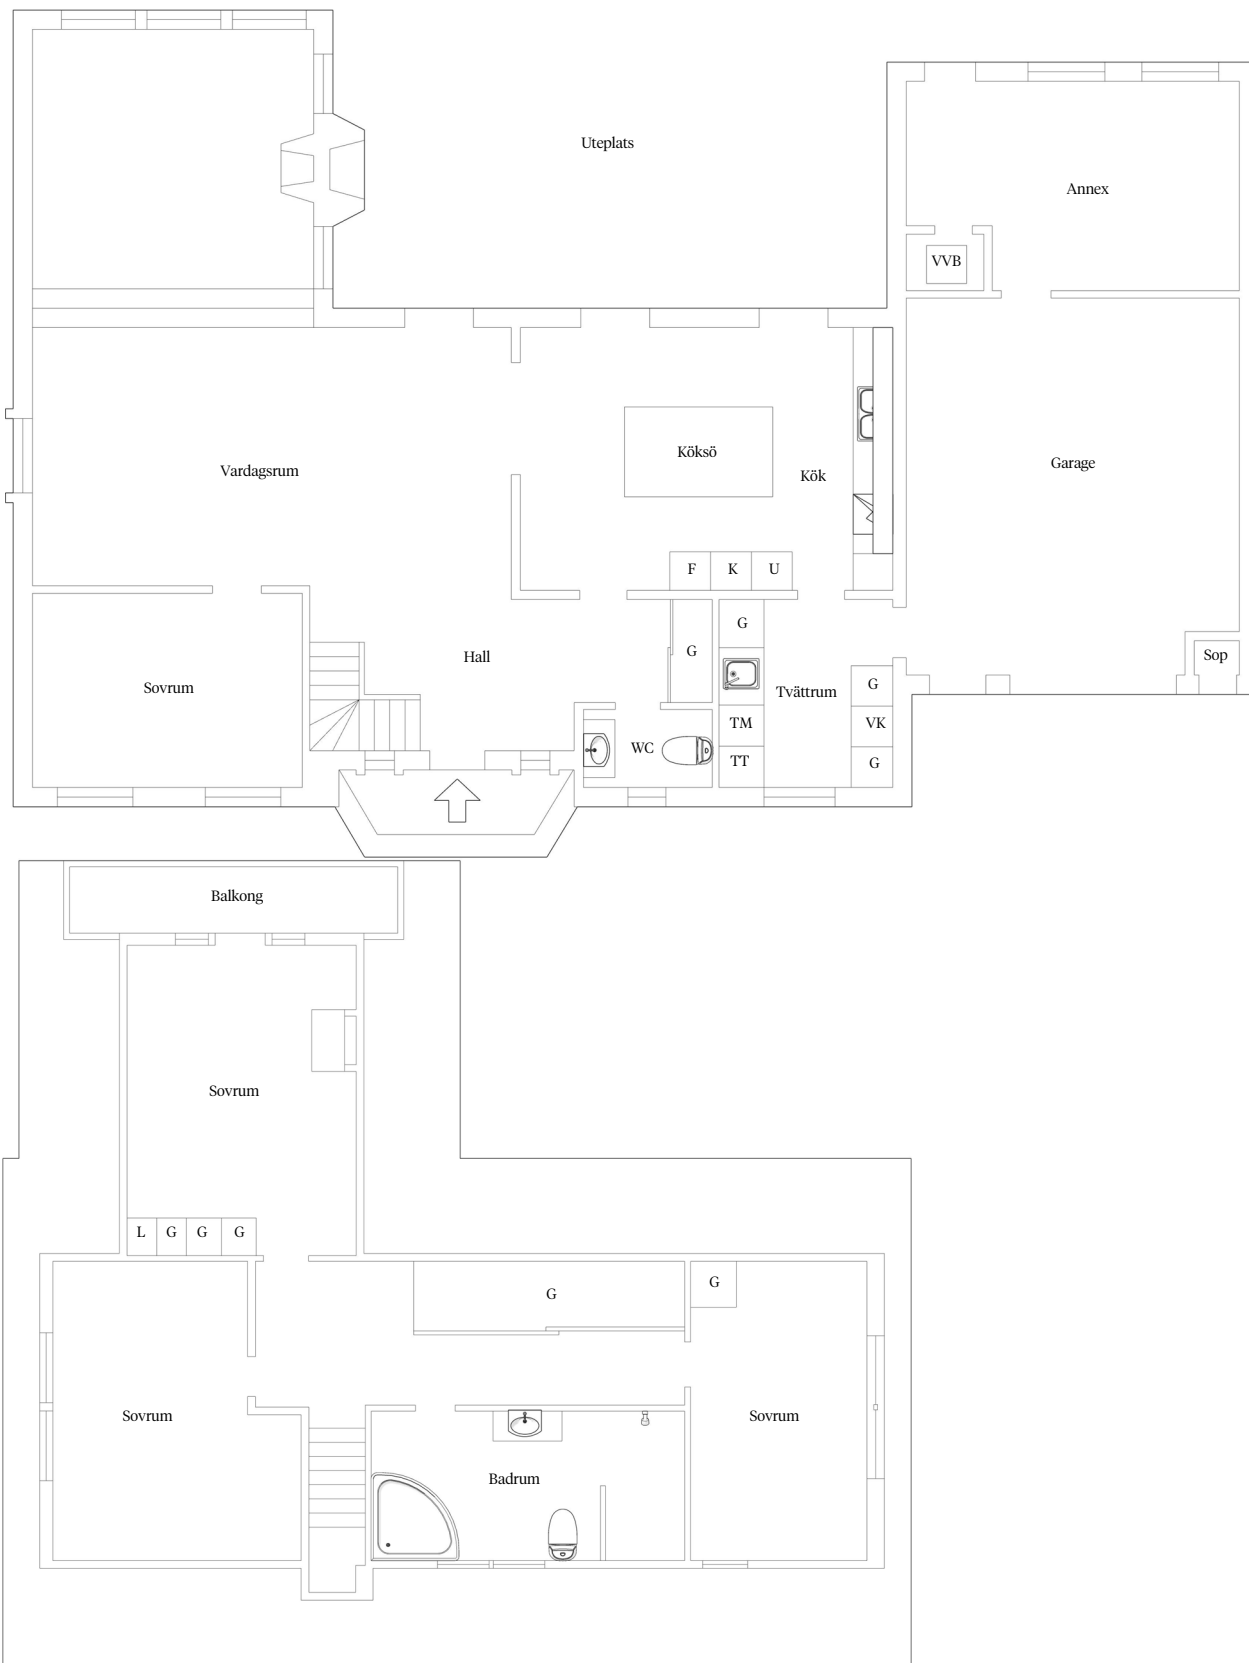 Uteplats
Annex
VVB
Köksö
Vardagsrum
Kök
Garage
F K U
G
G
Hall
Sop
Sovrum
G
Tvättrum
TM
VK
WC
TT
G
Balkong
Sovrum
L G G G
G
G
Sovrum
Sovrum
Badrum